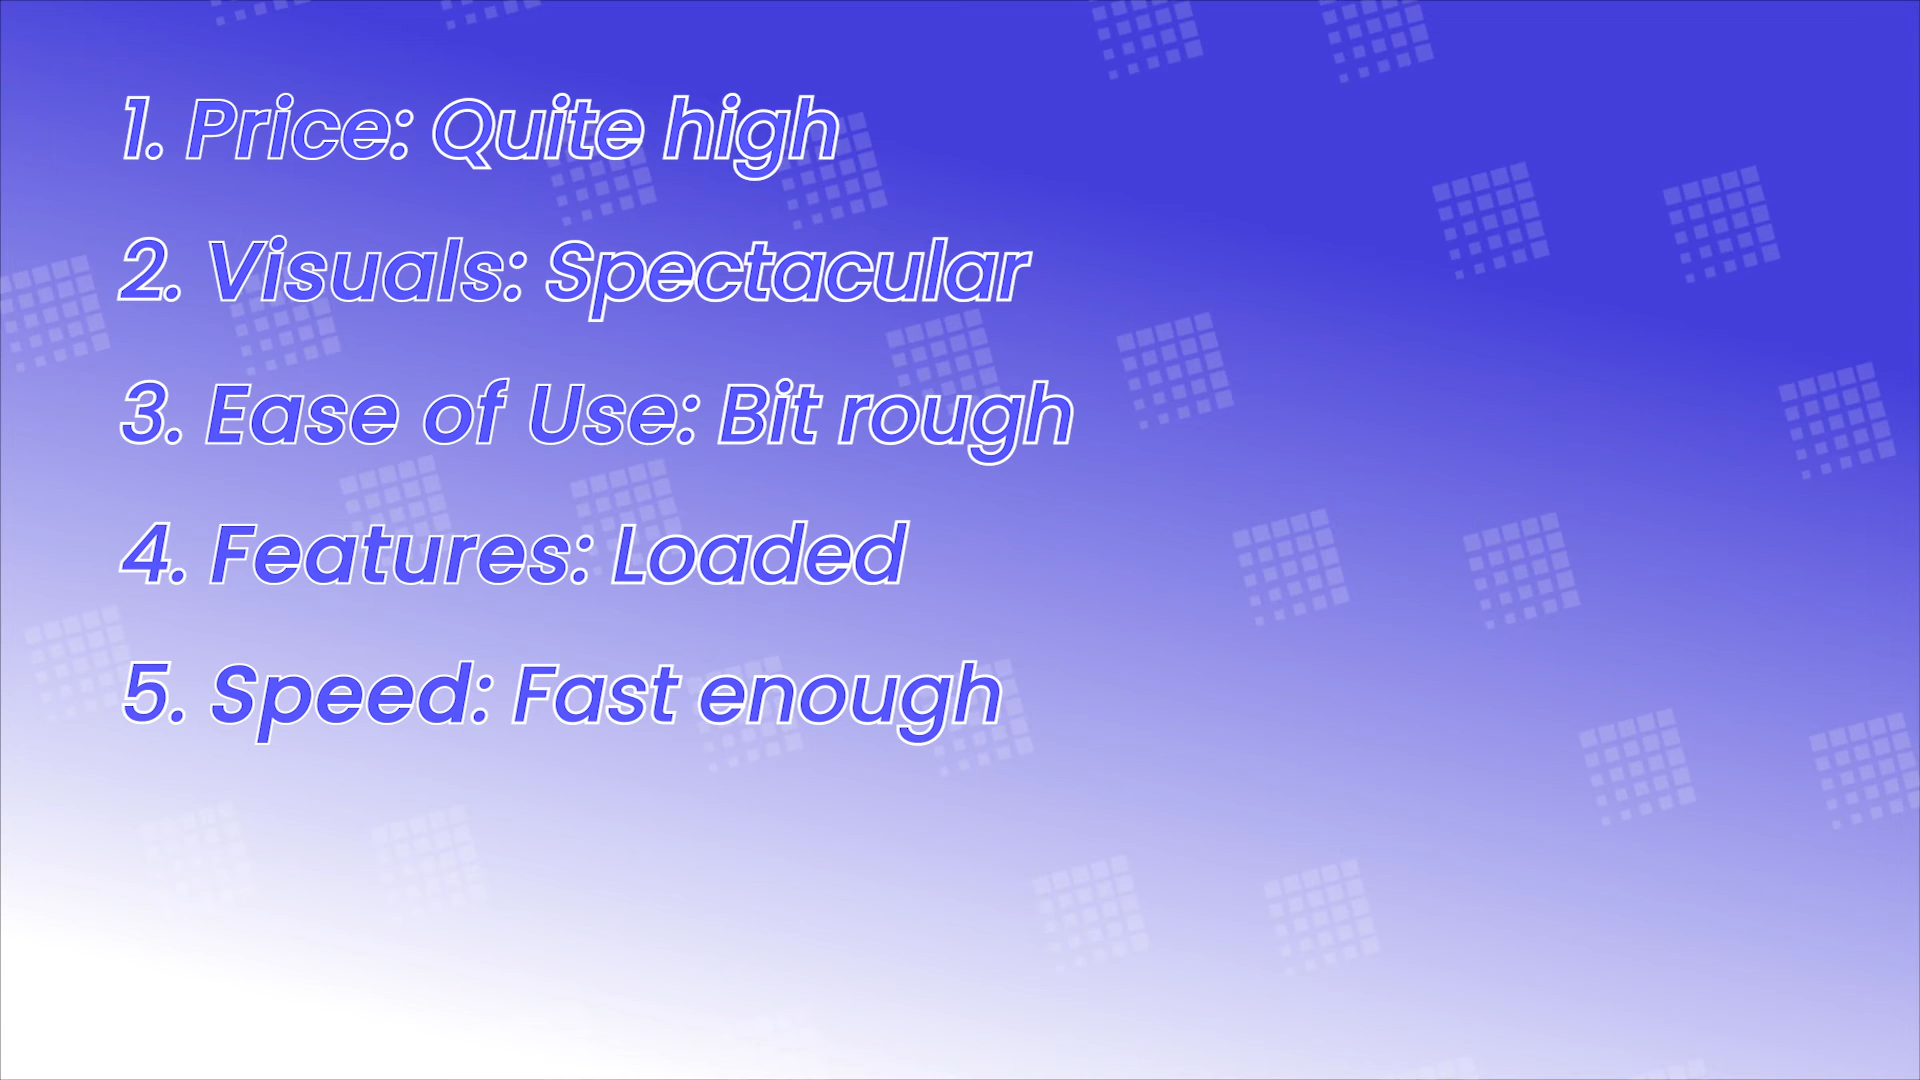 1. Price: Quite high
2. Visuals: Spectacular
3. Ease of Use: Bit rough
4. Features: Loaded
5. Speed: Fast enough